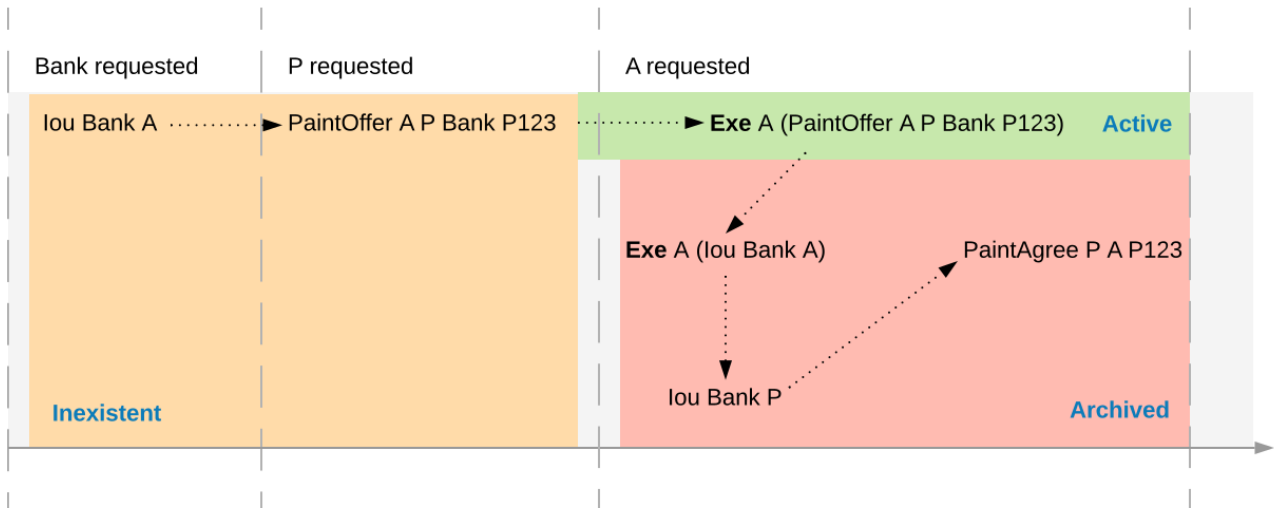 Bank requested
P requested
A requested
Iou Bank A
PaintOffer A P Bank P123
Exe A (PaintOffer A P Bank P123)
Active
Exe A (Iou Bank A)
PaintAgree P A P123
Iou Bank P
Inexistent
Archived